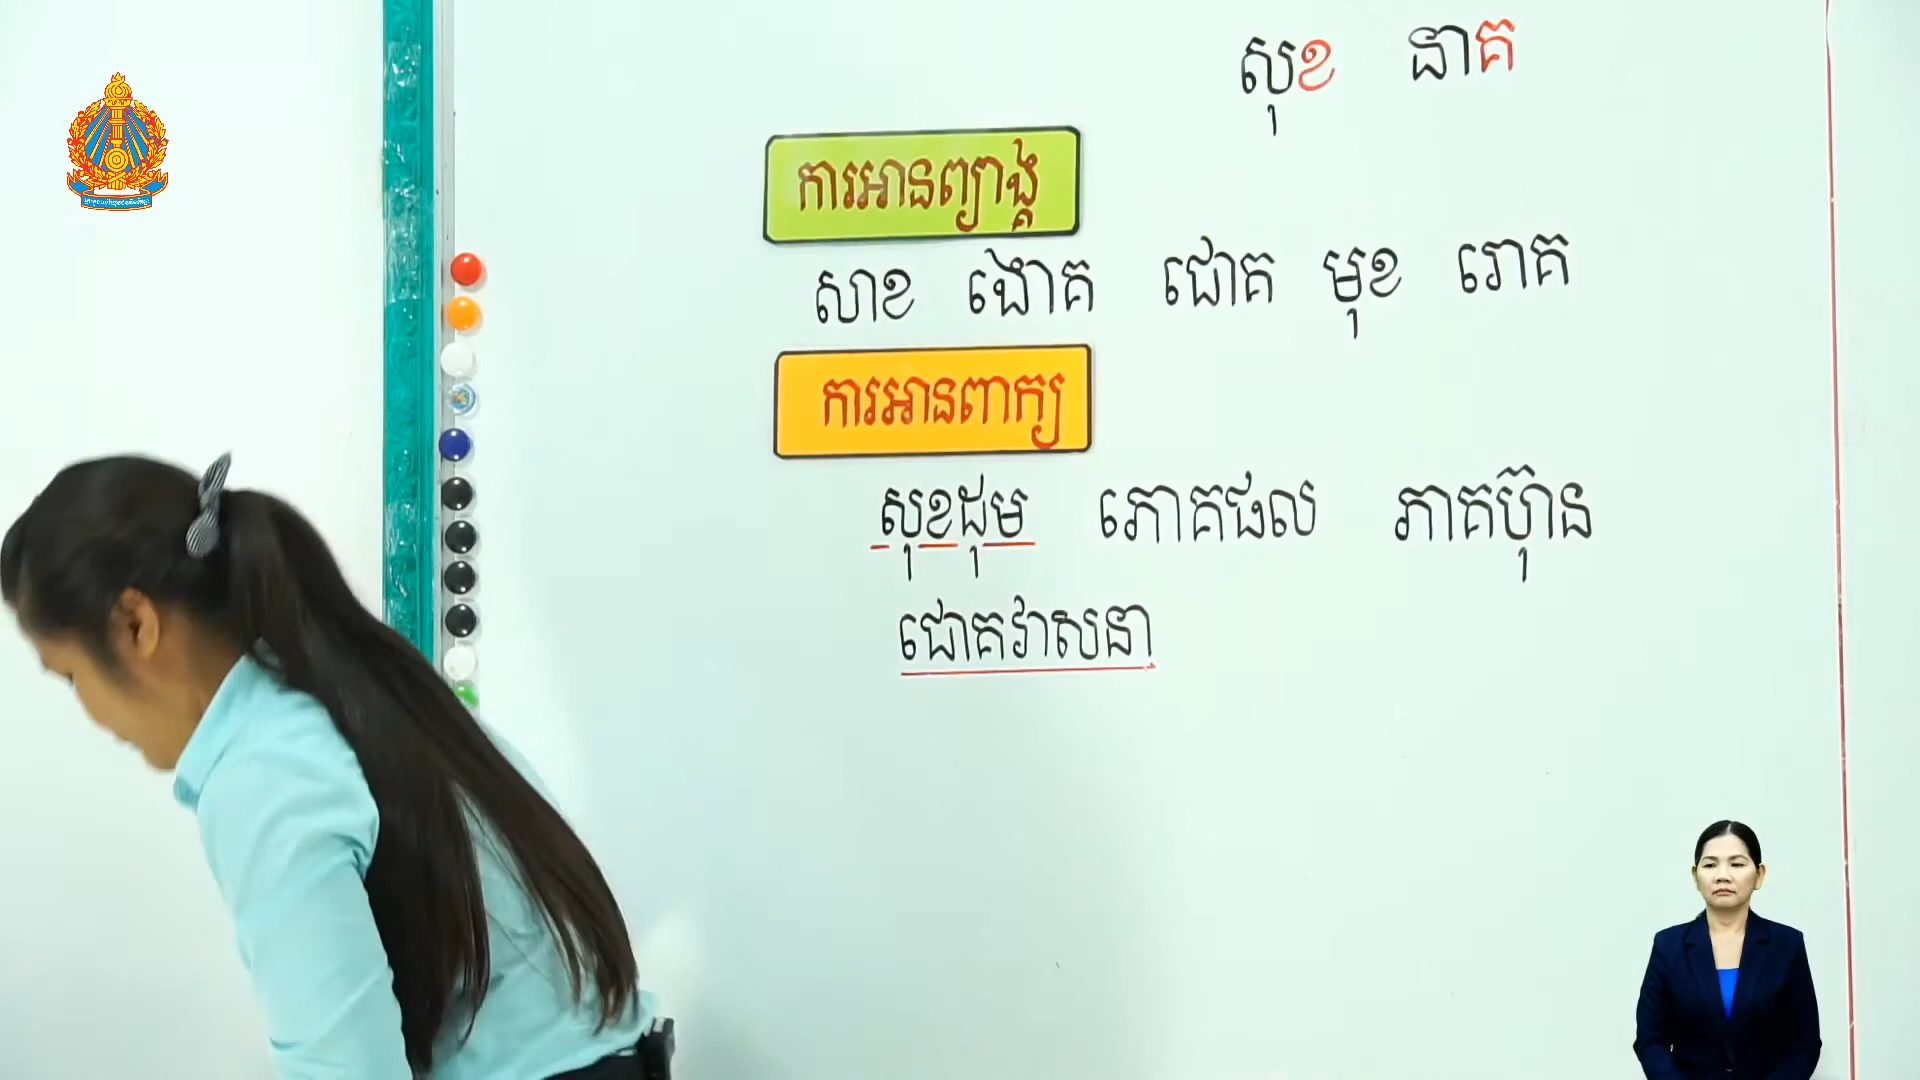 សុខ នាគ
ការអានព្យាង្គ
សាខ ងោគ ជោគ មុខ រោគ
ការអានពាក្យ
សុខដុម ភោគផល ភាគហ៊ុន
ជោគវាសនា